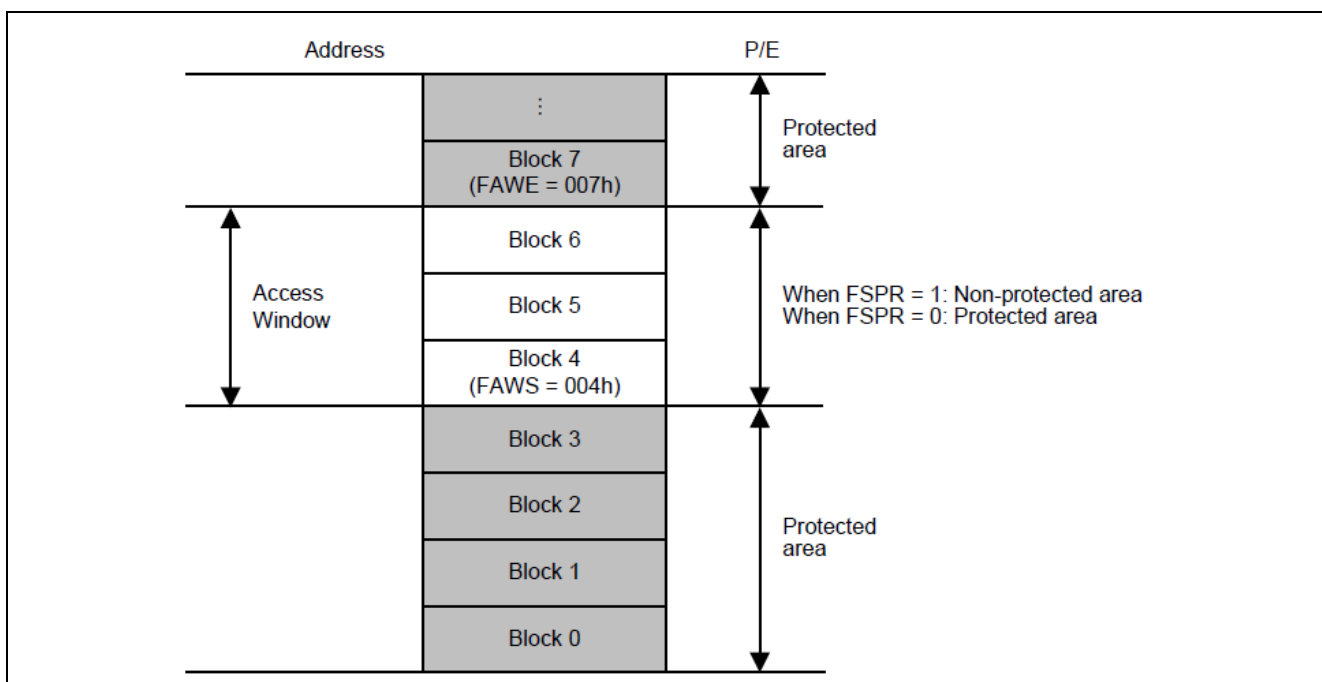 Address
P/E
⋮
Protected
area
Block 7
(FAWE = 007h)
Block 6
Access
Window
Block 5
When FSPR = 1: Non-protected area
When FSPR = 0: Protected area
Block 4
(FAWS = 004h)
Block 3
Block 2
Protected
area
Block 1
Block 0